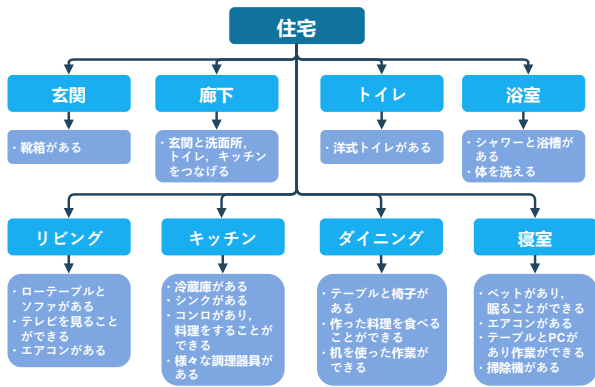 住宅
玄関
廊下
トイレ
浴室
・靴箱がある
・玄関と洗面所,
トイレ, キッチン
をつなげる
・洋式トイレがある
・シャワーと浴槽が
ある
・体を洗える
リビング
キッチン
ダイニング
寝室
・ローテーブルと
ソファがある
・テレビを見ること
ができる
・エアコンがある
・冷蔵庫がある
・シンクがある
・コンロがあり,
料理をすることが
できる
・様々な調理器具が
ある
・テーブルと椅子が
ある
・作った料理を食べる
ことができる
・机を使った作業が
できる
・ベットがあり,
眠ることができる
・エアコンがある
・テーブルとPCが
あり作業ができる
・掃除機がある